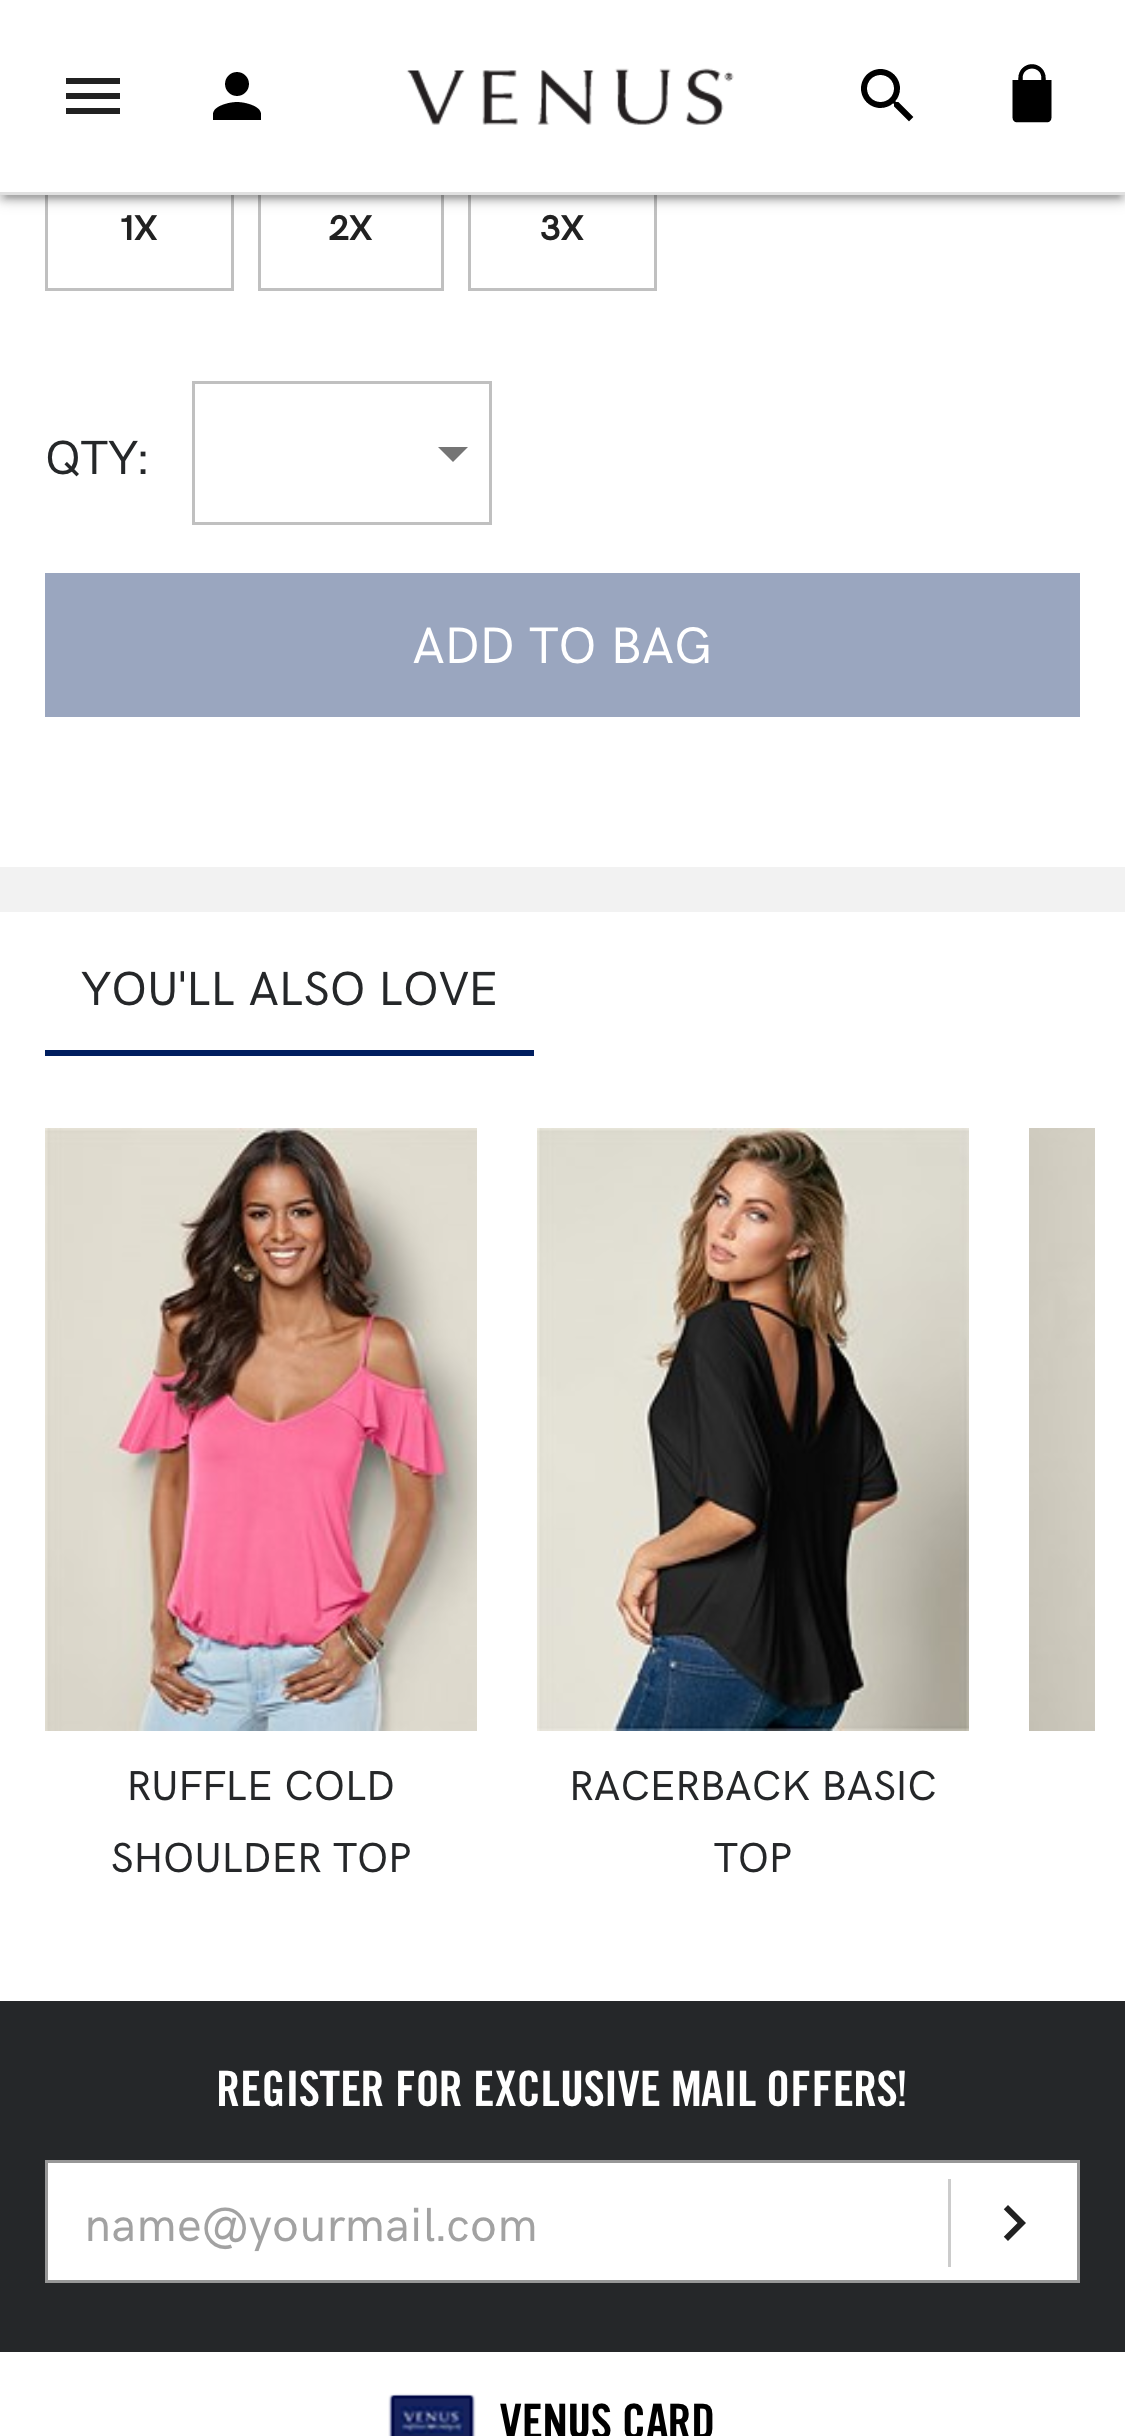 VENUS
1X 2X 3X
QTY:
ADD TO BAG
YOU'LL ALSO LOVE
RUFFLE COLD
SHOULDER TOP
RACERBACK BASIC
TOP
REGISTER FOR EXCLUSIVE MAIL OFFERS!
name@yourmail.com
VENUS
VENUS CARD